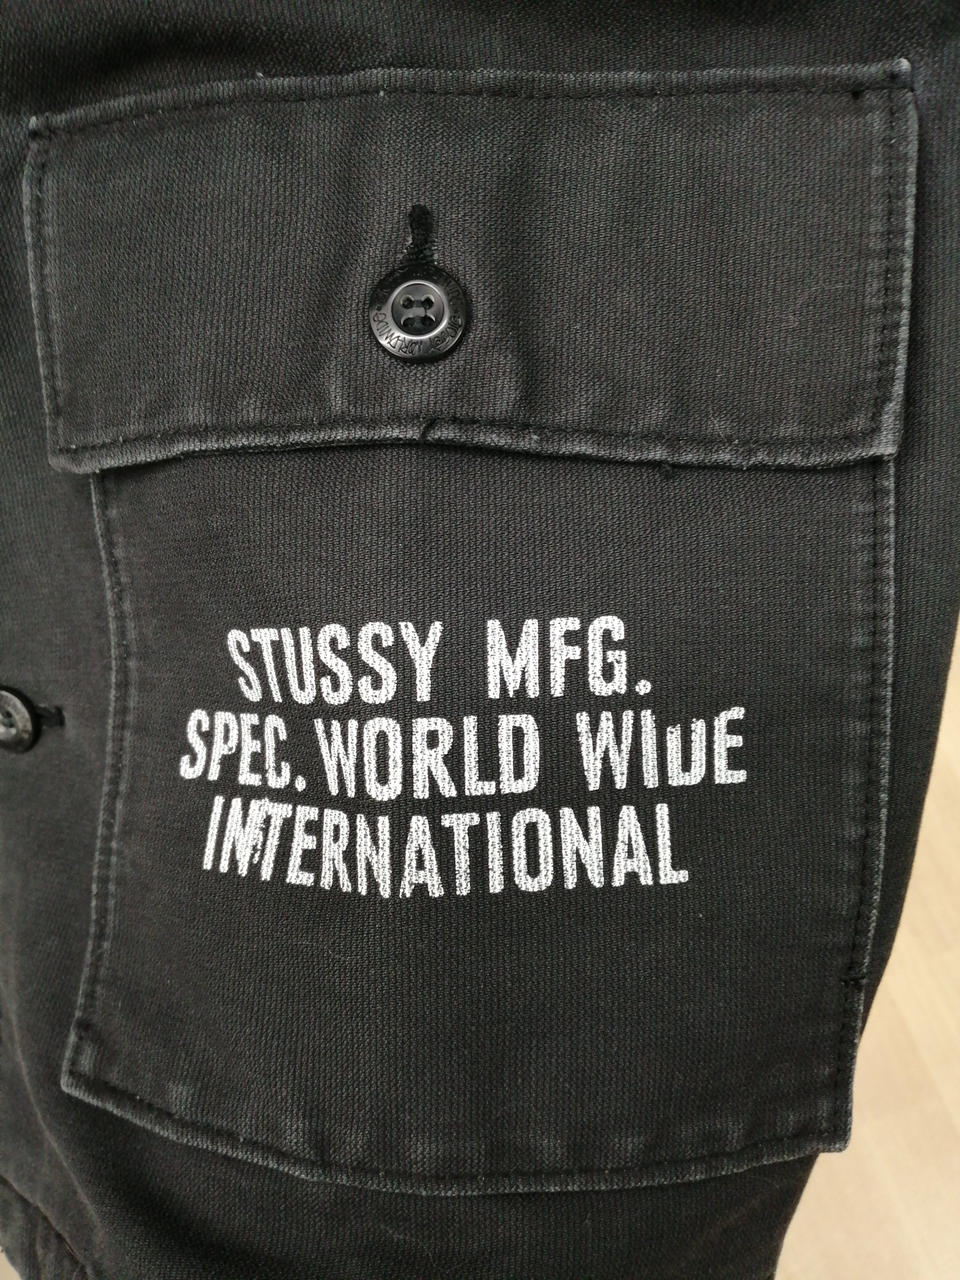 STUSSY MFG.
SPEC. WORLD WIDE
INTERNATIONAL